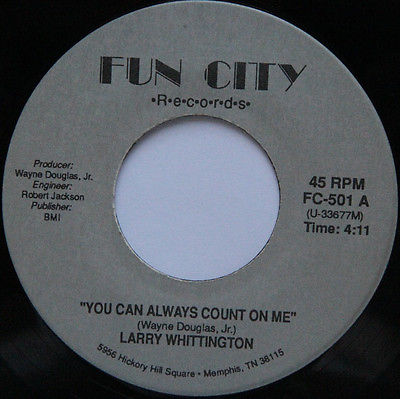 FUN CITY
•R•e•c•o•r•d•s•
Producer:
Wayne Douglas, Jr.
Engineer:
Robert Jackson
Publisher:
BMI
45 RPM
FC-501 A
(U-33677M)
Time: 4:11
"YOU CAN ALWAYS COUNT ON ME"
(Wayne Douglas, Jr.)
LARRY WHITTINGTON
5956 Hickory Hill Square • Memphis, TN 38115